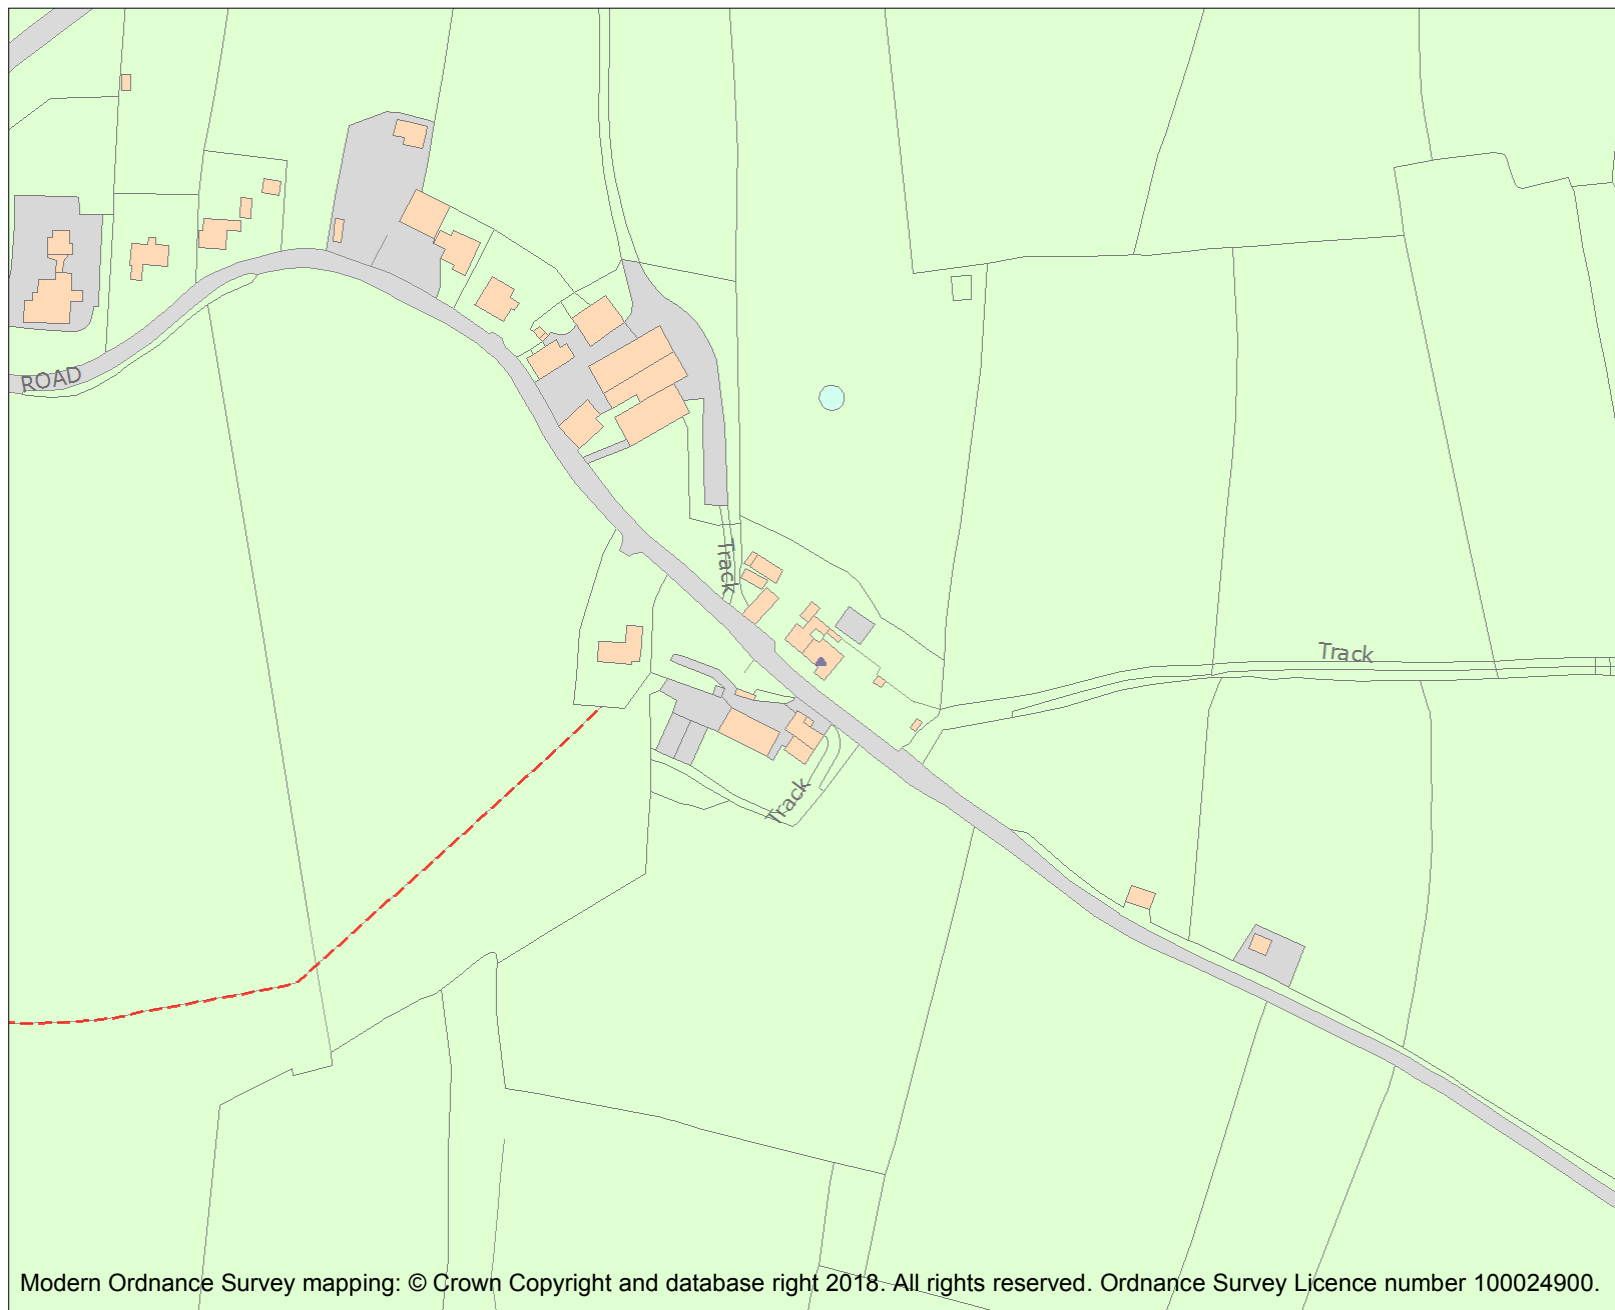 ROAD
Track
Track
Track
Modern Ordnance Survey mapping: © Crown Copyright and database right 2018. All rights reserved. Ordnance Survey Licence number 100024900.